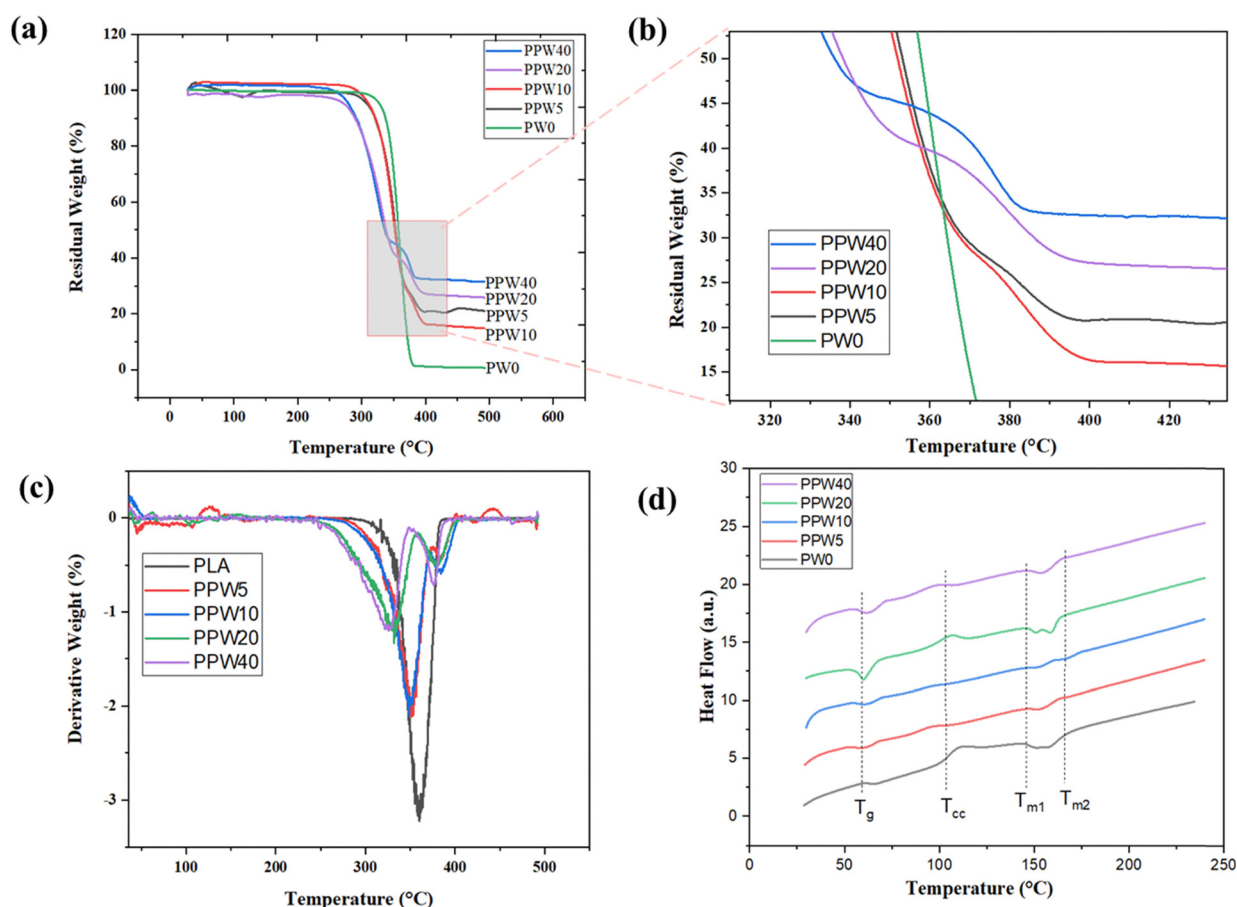 (a)
120
100
80
60
40
20
0
Residual Weight (%)
PPW40
PPW20
PPW10
PPW5
PW0
PPW40
PPW20
PPW5
PPW10
PW0
0 100 200 300 400 500 600
Temperature (°C)
(b)
50
45
40
35
30
25
20
15
Residual Weight (%)
PPW40
PPW20
PPW10
PPW5
PW0
320 340 360 380 400 420
Temperature (°C)
(c)
0
-1
-2
-3
Derivative Weight (%)
PLA
PPW5
PPW10
PPW20
PPW40
100 200 300 400 500
Temperature (°C)
(d)
30
25
20
15
10
5
0
Heat Flow (a.u.)
PPW40
PPW20
PPW10
PPW5
PW0
Tg Tcc Tm1 Tm2
0 50 100 150 200 250
Temperature (°C)